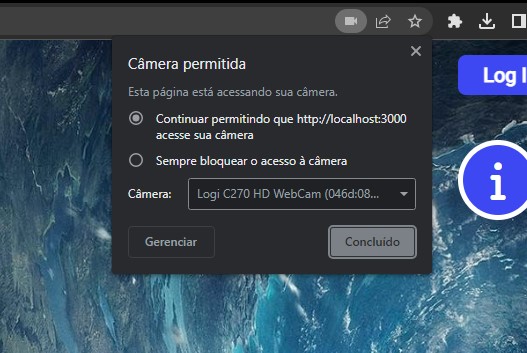 Câmera permitida
Esta página está acessando sua câmera.
Continuar permitindo que http://localhost:3000
acesse sua câmera
Sempre bloquear o acesso à câmera
Câmera:
Logi C270 HD WebCam (046d:08...
Gerenciar
Concluído
Log
i